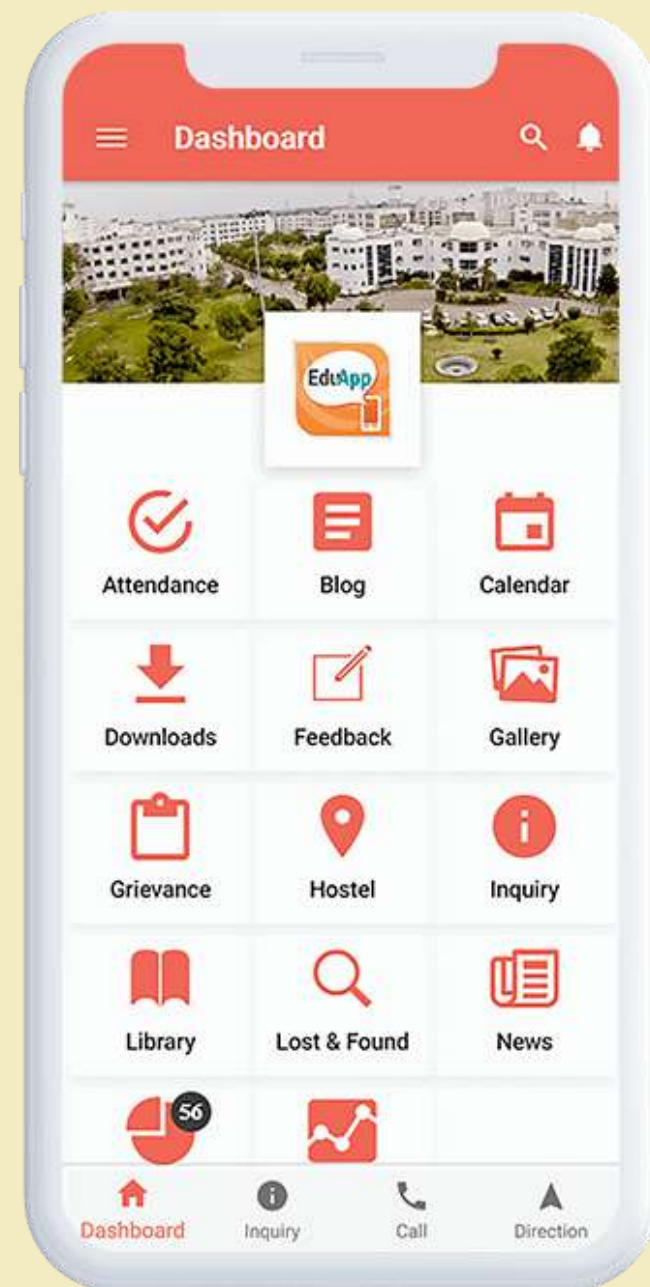 Dashboard
EduApp
Attendance Blog Calendar
Downloads Feedback Gallery
Grievance Hostel Inquiry
Library Lost & Found News
56
Dashboard Inquiry Call Direction